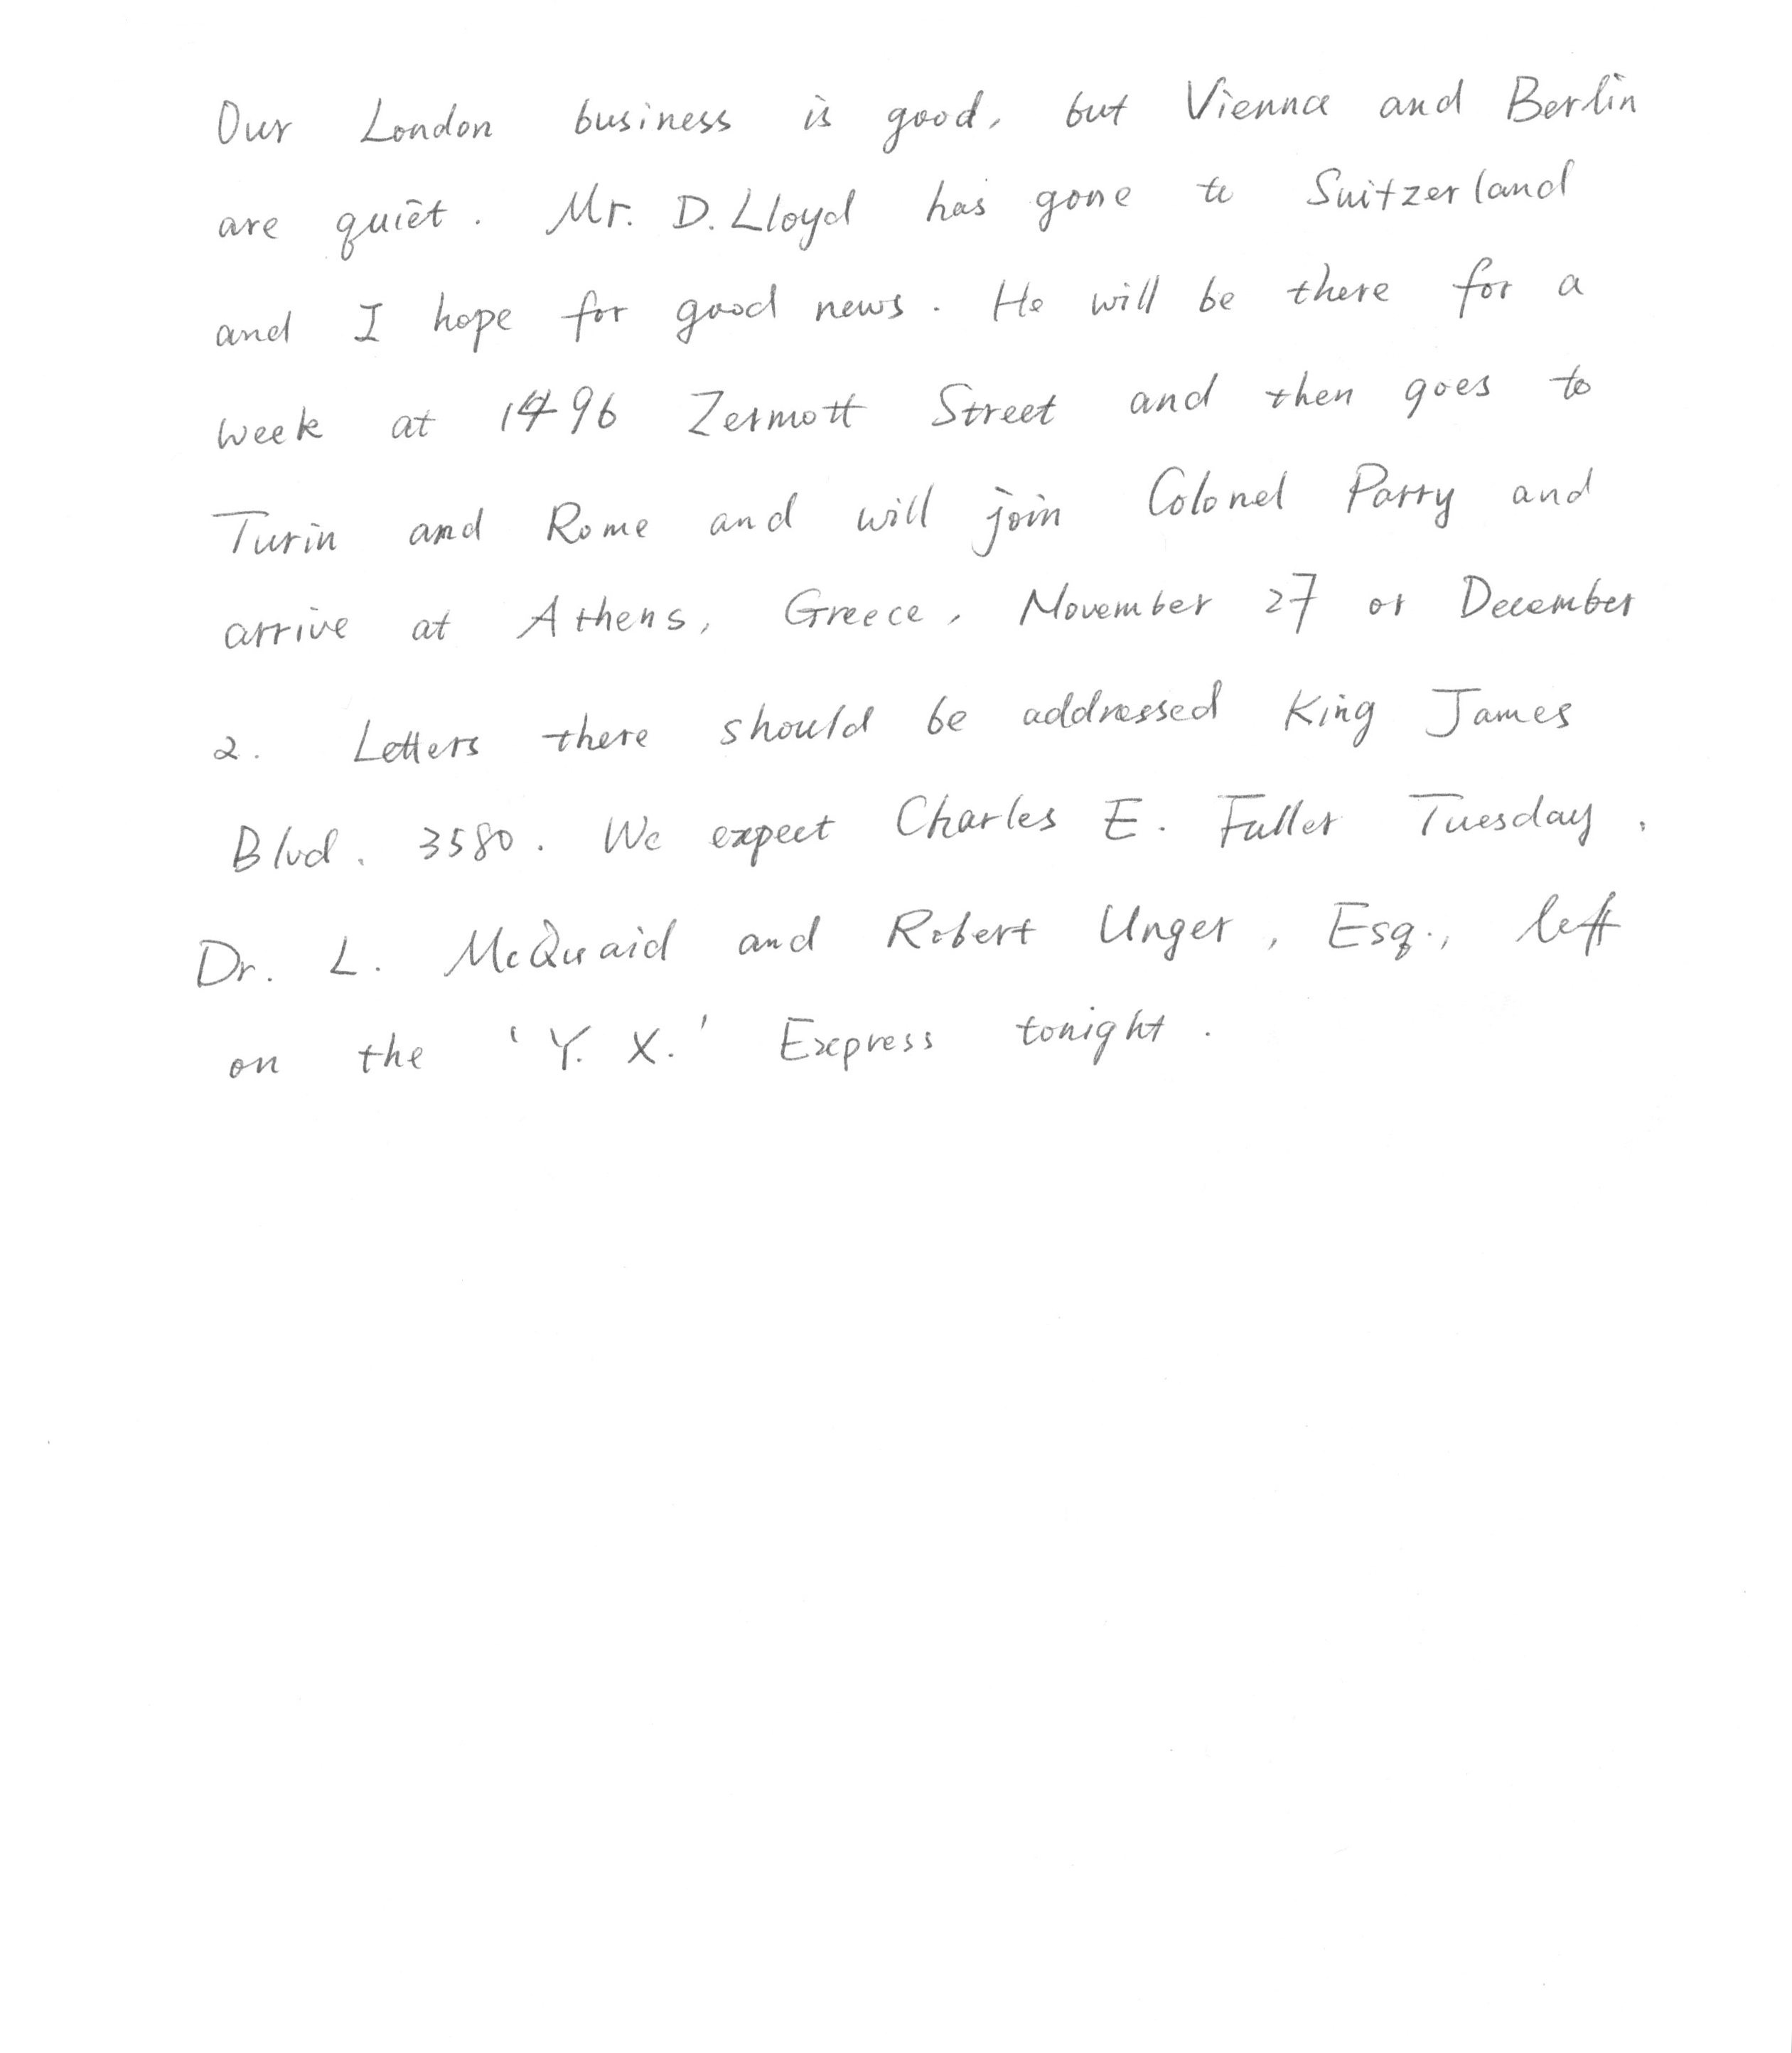 Our London business is good, but Vienna and Berlin
are quiet. Mr. D. Lloyd has gone to Switzerland
and I hope for good news. He will be there for a
week at 1496 Zermott Street and then goes to
Turin and Rome and will join Colonel Parry and
arrive at Athens, Greece, November 27 or December
2. Letters there should be addressed King James
Blvd. 3580. We expect Charles E. Fuller Tuesday.
Dr. L. McQuaid and Robert Unger, Esq., left
on the 'Y. X.' Express tonight.